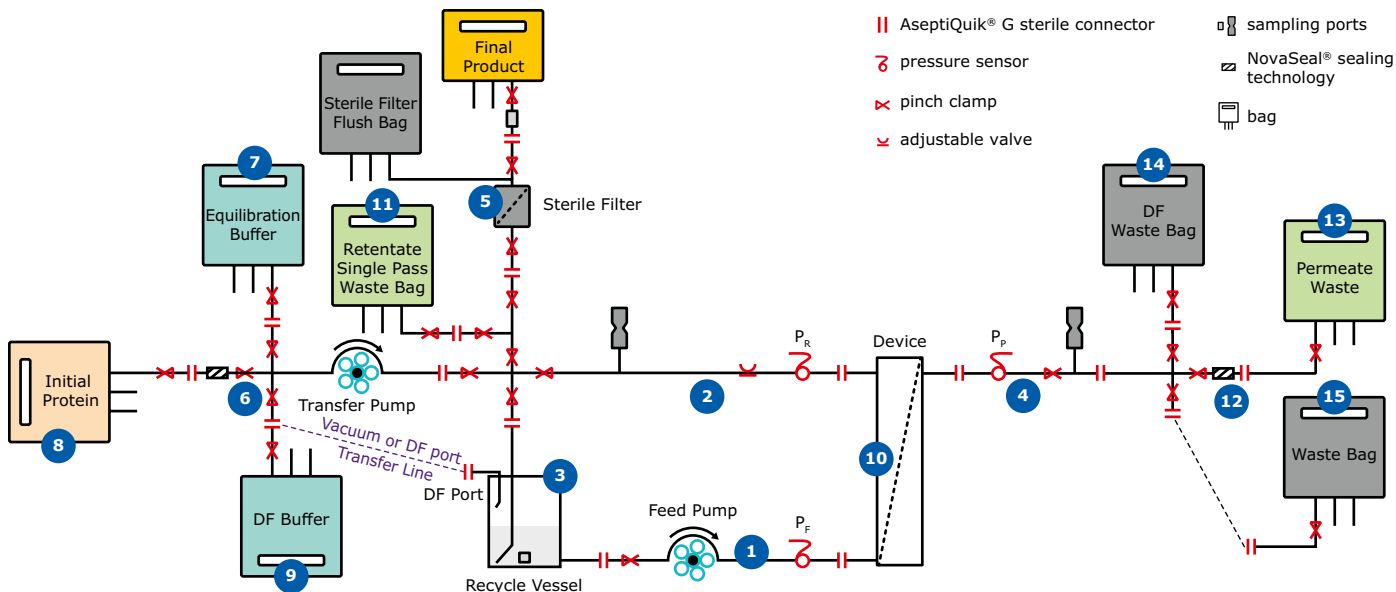 AseptiQuik® G sterile connector
pressure sensor
pinch clamp
adjustable valve
sampling ports
NovaSeal® sealing
technology
bag
Final
Product
Sterile Filter
Flush Bag
7
Equilibration
Buffer
11
Retentate
Single Pass
Waste Bag
5
Sterile Filter
14
DF
Waste Bag
13
Permeate
Waste
8
Initial
Protein
6
Transfer Pump
2
P_R
Device
P_P
4
12
15
Waste Bag
Vacuum or DF port
Transfer Line
DF Port
3
10
9
DF Buffer
Feed Pump
1
P_F
Recycle Vessel